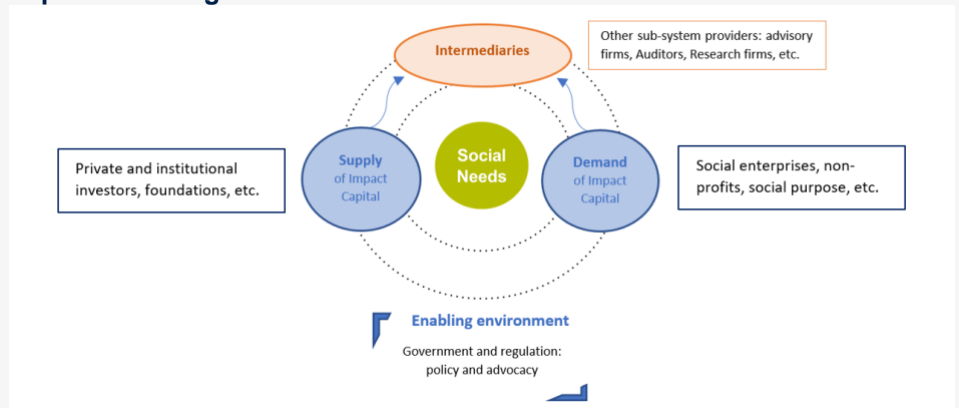 Intermediaries
Other sub-system providers: advisory
firms, Auditors, Research firms, etc.
Private and institutional
investors, foundations, etc.
Supply
of Impact
Capital
Social
Needs
Demand
of Impact
Capital
Social enterprises, non-
profits, social purpose, etc.
Enabling environment
Government and regulation:
policy and advocacy